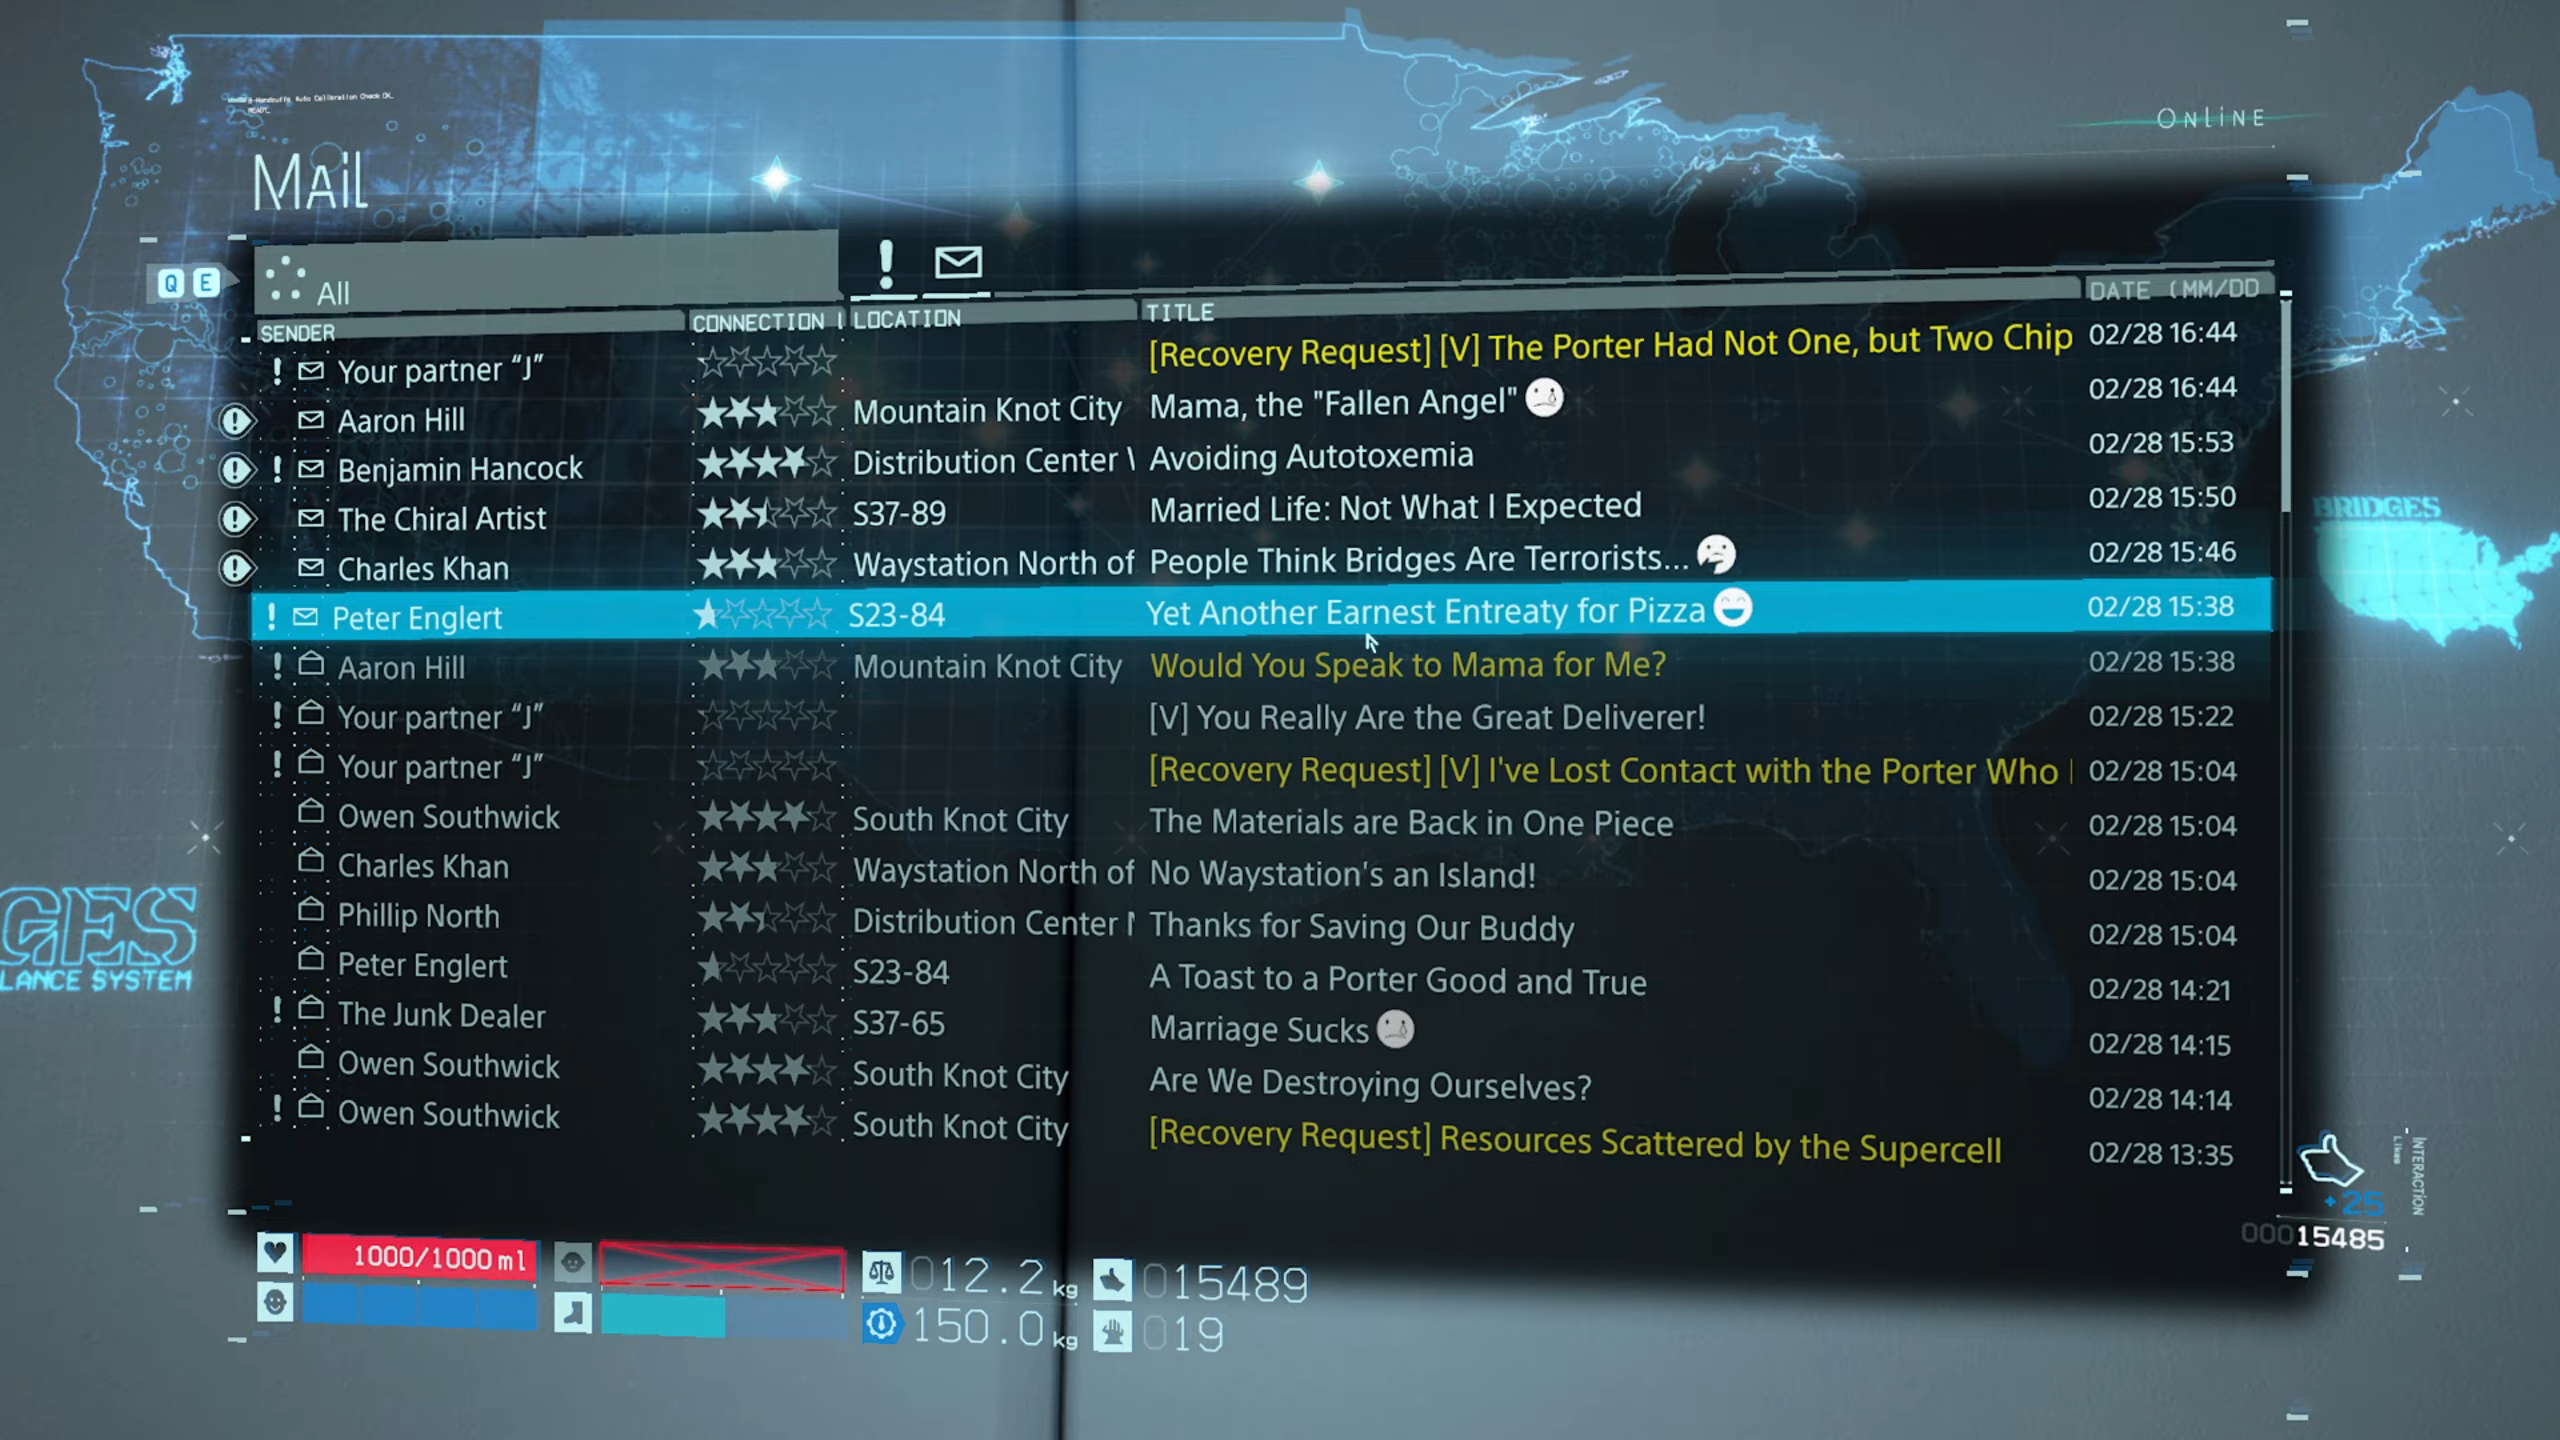 g-Handcuffs Auto Calibration Check OK.
READY.
ONLINE
MAIL
Q E
All
SENDER CONNECTION LOCATION TITLE DATE (MM/DD
! Your partner “J” [Recovery Request] [V] The Porter Had Not One, but Two Chip 02/28 16:44
Aaron Hill Mountain Knot City Mama, the "Fallen Angel" 02/28 16:44
! Benjamin Hancock Distribution Center Avoiding Autotoxemia 02/28 15:53
The Chiral Artist S37-89 Married Life: Not What I Expected 02/28 15:50
Charles Khan Waystation North of People Think Bridges Are Terrorists... 02/28 15:46
! Peter Englert S23-84 Yet Another Earnest Entreaty for Pizza 02/28 15:38
! Aaron Hill Mountain Knot City Would You Speak to Mama for Me? 02/28 15:38
! Your partner “J” [V] You Really Are the Great Deliverer! 02/28 15:22
! Your partner “J” [Recovery Request] [V] I've Lost Contact with the Porter Who 02/28 15:04
Owen Southwick South Knot City The Materials are Back in One Piece 02/28 15:04
Charles Khan Waystation North of No Waystation's an Island! 02/28 15:04
Phillip North Distribution Center Thanks for Saving Our Buddy 02/28 15:04
Peter Englert S23-84 A Toast to a Porter Good and True 02/28 14:21
! The Junk Dealer S37-65 Marriage Sucks 02/28 14:15
Owen Southwick South Knot City Are We Destroying Ourselves? 02/28 14:14
! Owen Southwick South Knot City [Recovery Request] Resources Scattered by the Supercell 02/28 13:35
BRIDGES
GES
LANCE SYSTEM
INTERACTION
Likes
+25
00015485
1000/1000 ml
012.2 kg
015489
150.0 kg
019